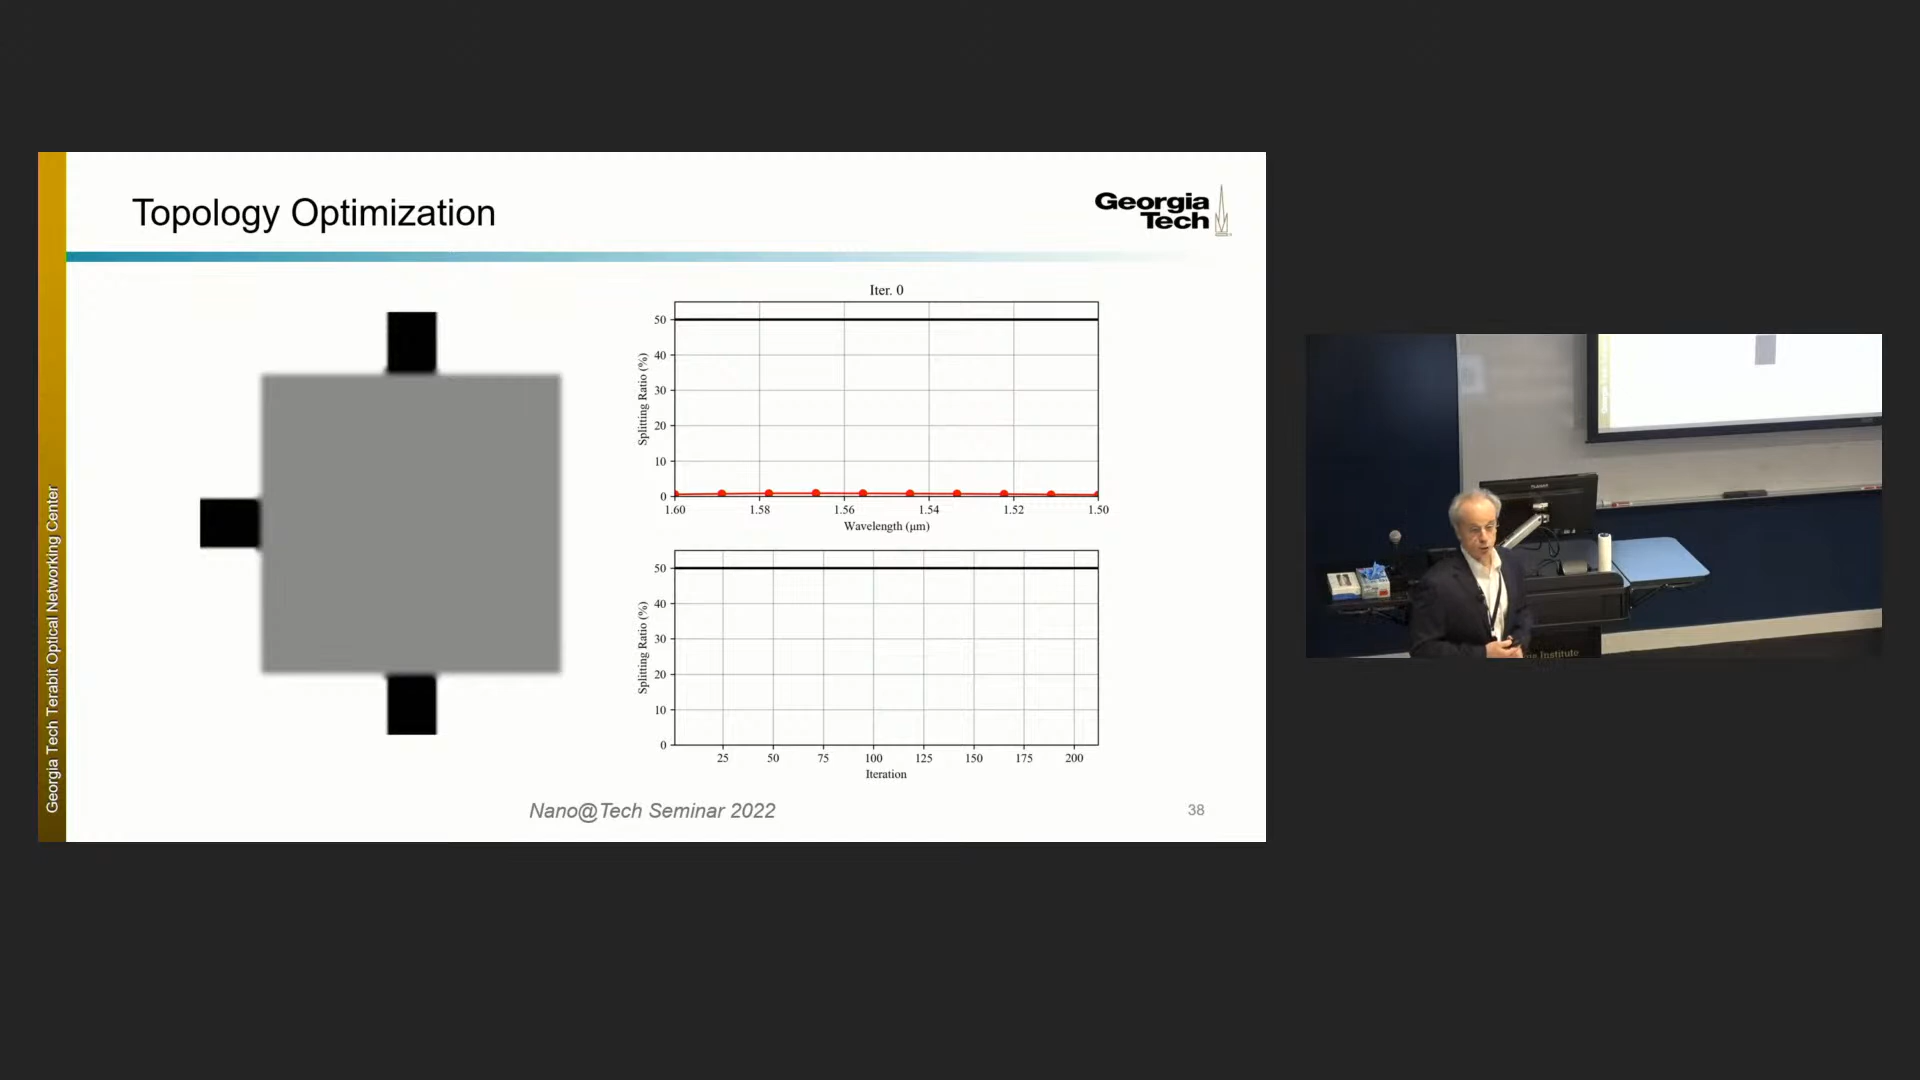 Topology Optimization
Georgia
Tech
Georgia Tech Terabit Optical Networking Center
Iter. 0
Splitting Ratio (%)
50
40
30
20
10
0
1.60 1.58 1.56 1.54 1.52 1.50
Wavelength (μm)
Splitting Ratio (%)
50
40
30
20
10
0
25 50 75 100 125 150 175 200
Iteration
Nano@Tech Seminar 2022
38
Institute